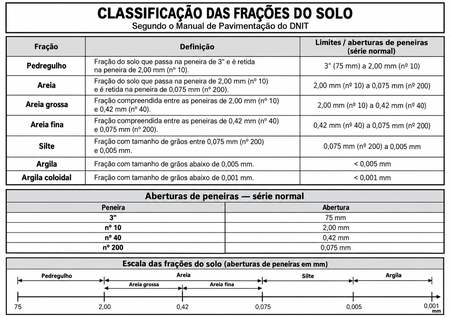 CLASSIFICAÇÃO DAS FRAÇÕES DO SOLO
Segundo o Manual de Pavimentação do DNIT
Fração Definição Limites / aberturas de peneiras
(série normal)
Pedregulho Fração do solo que passa na peneira de 3" e é retida
na peneira de 2,00 mm (nº 10). 3" (75 mm) a 2,00 mm (nº 10)
Areia Fração do solo que passa na peneira de 2,00 mm (nº 10)
e é retida na peneira de 0,075 mm (nº 200). 2,00 mm (nº 10) a 0,075 mm (nº 200)
Areia grossa Fração compreendida entre as peneiras de 2,00 mm (nº 10)
e 0,42 mm (nº 40). 2,00 mm (nº 10) a 0,42 mm (nº 40)
Areia fina Fração compreendida entre as peneiras de 0,42 mm (nº 40)
e 0,075 mm (nº 200). 0,42 mm (nº 40) a 0,075 mm (nº 200)
Silte Fração com tamanho de grãos entre 0,075 mm (nº 200)
e 0,005 mm. 0,075 mm (nº 200) a 0,005 mm
Argila Fração com tamanho de grãos abaixo de 0,005 mm. < 0,005 mm
Argila coloidal Fração com tamanho de grãos abaixo de 0,001 mm. < 0,001 mm
Aberturas de peneiras — série normal
Peneira Abertura
3" 75 mm
nº 10 2,00 mm
nº 40 0,42 mm
nº 200 0,075 mm
Escala das frações do solo (aberturas de peneiras em mm)
Pedregulho Areia Silte Argila
Areia grossa Areia fina
75 2,00 0,42 0,075 0,005 0,001
mm